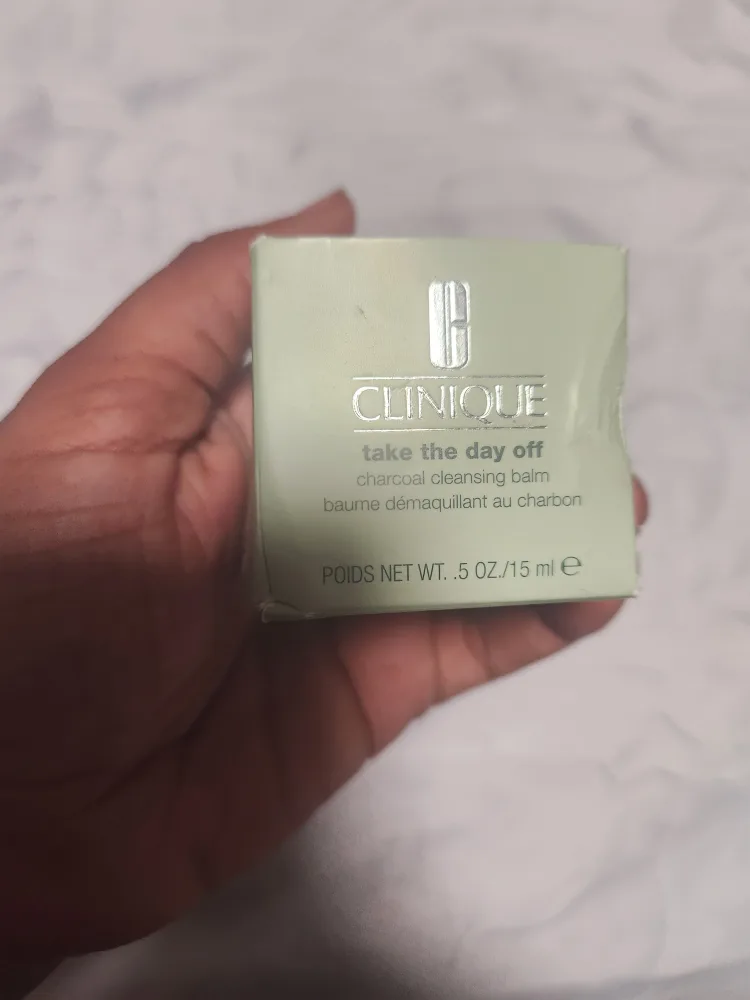 CLINIQUE
take the day off
charcoal cleansing balm
baume démaquillant au charbon
POIDS NET WT. .5 OZ./15 ml ℮